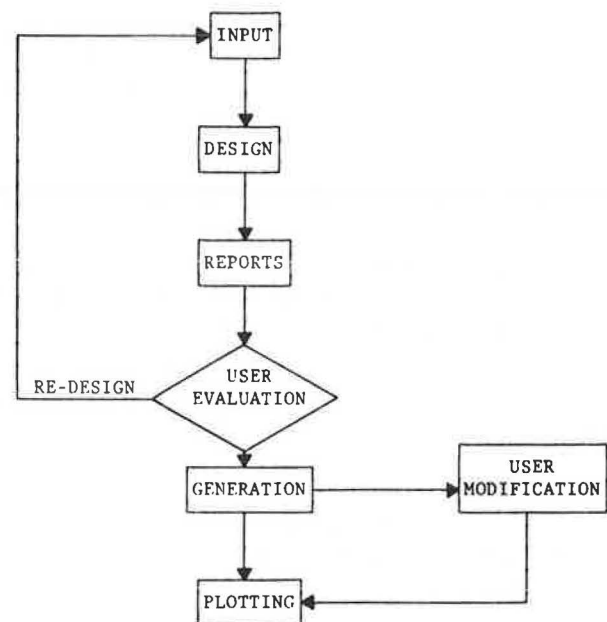 INPUT
DESIGN
REPORTS
USER
EVALUATION
RE-DESIGN
GENERATION
USER
MODIFICATION
PLOTTING